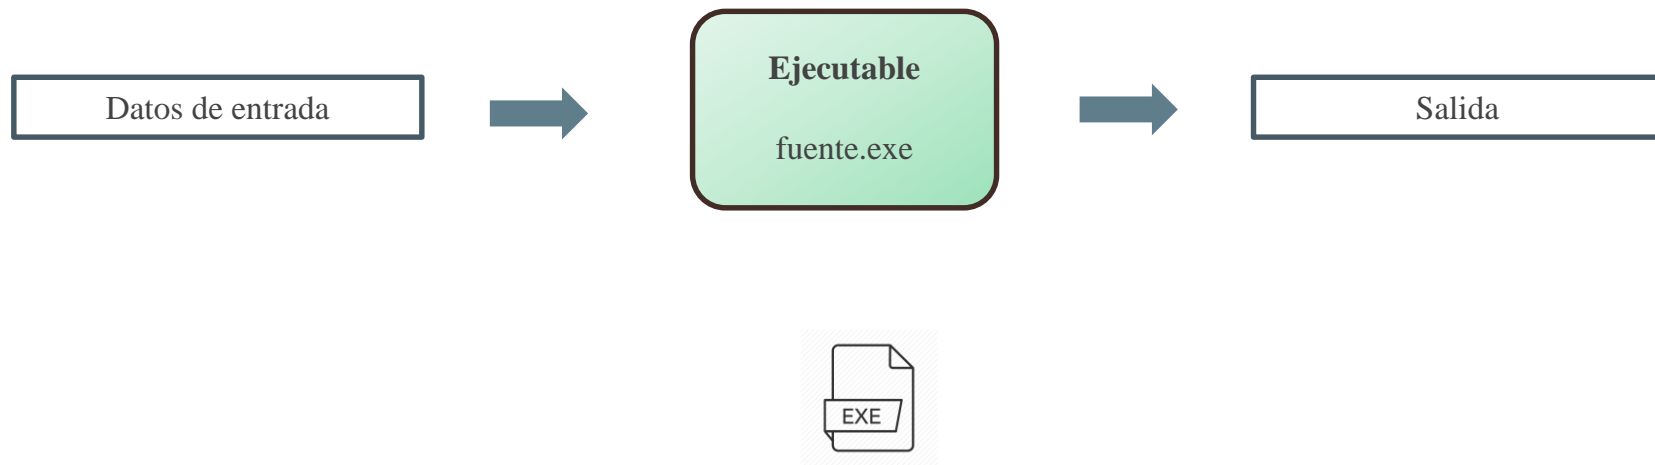 Datos de entrada
Ejecutable
fuente.exe
Salida
EXE